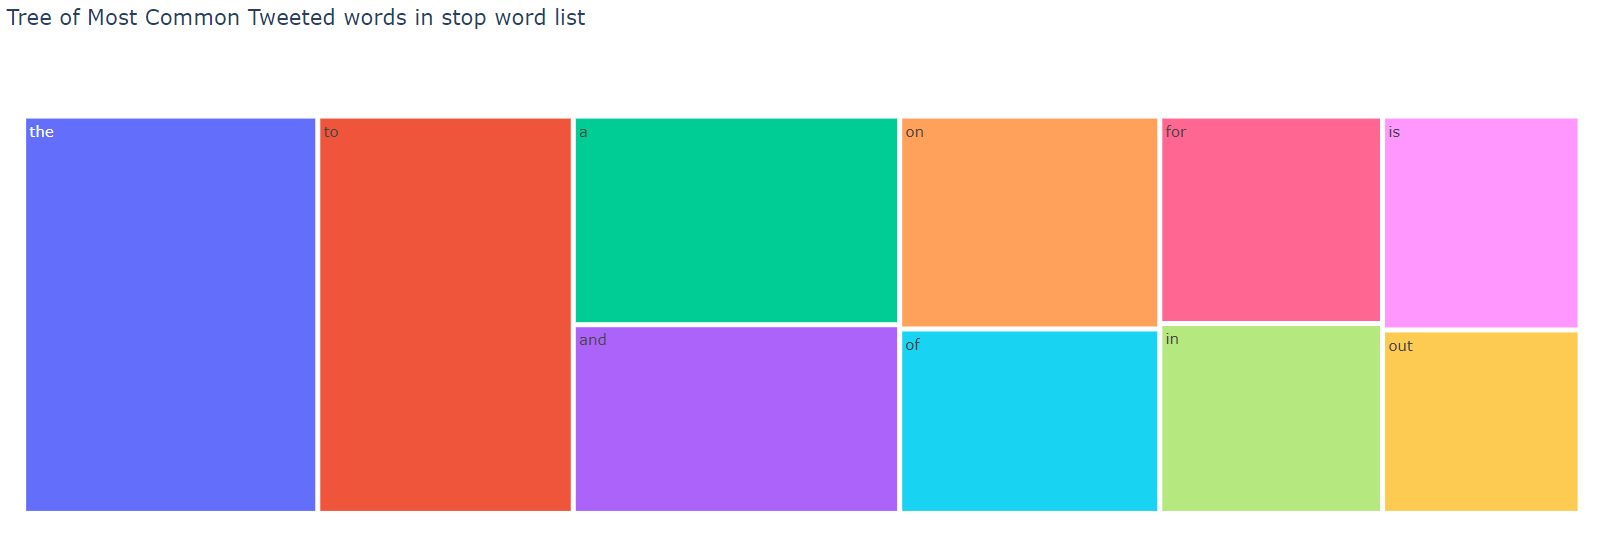 Tree of Most Common Tweeted words in stop word list
the
to
a
on
for
is
and
of
in
out